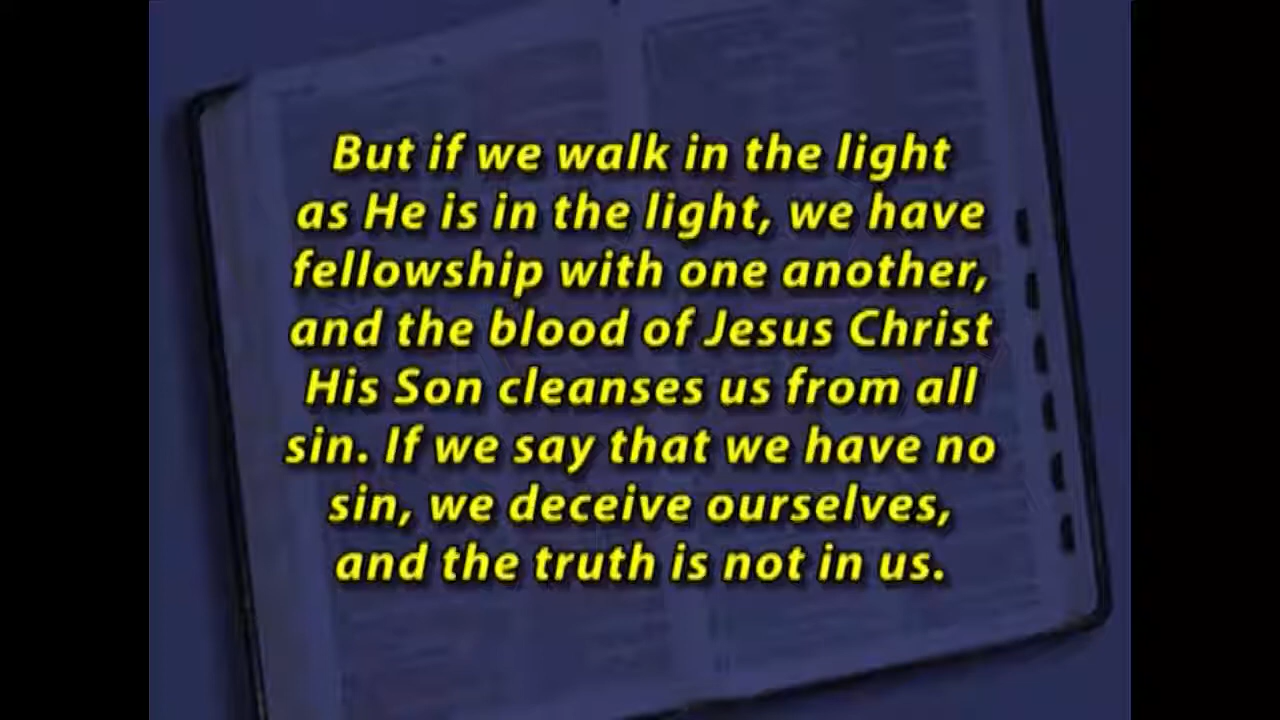 But if we walk in the light
as He is in the light, we have
fellowship with one another,
and the blood of Jesus Christ
His Son cleanses us from all
sin. If we say that we have no
sin, we deceive ourselves,
and the truth is not in us.